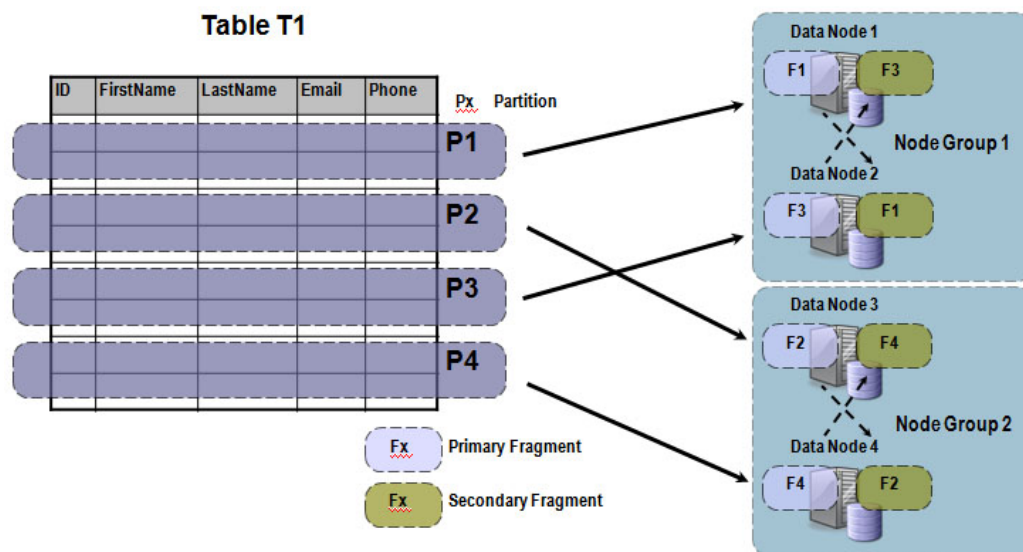 Table T1
ID FirstName LastName Email Phone
Px Partition
P1
P2
P3
P4
Fx Primary Fragment
Fx Secondary Fragment
Data Node 1
F1 F3
Node Group 1
Data Node 2
F3 F1
Data Node 3
F2 F4
Node Group 2
Data Node 4
F4 F2